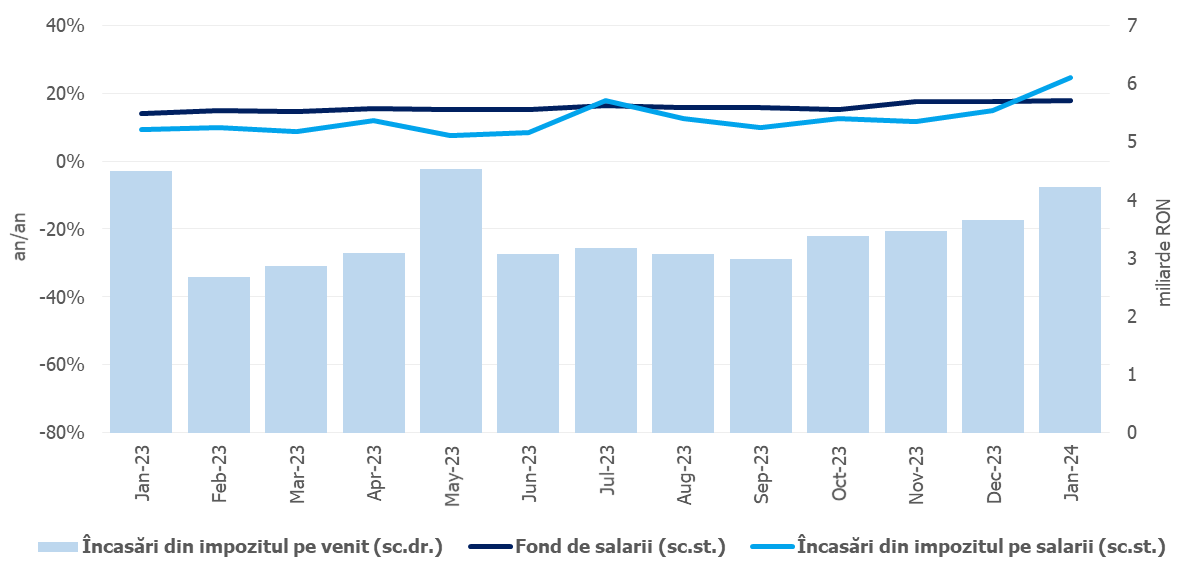 40%
20%
0%
-20%
-40%
-60%
-80%
an/an
7
6
5
4
3
2
1
0
miliarde RON
Jan-23
Feb-23
Mar-23
Apr-23
May-23
Jun-23
Jul-23
Aug-23
Sep-23
Oct-23
Nov-23
Dec-23
Jan-24
Încasări din impozitul pe venit (sc.dr.)
Fond de salarii (sc.st.)
Încasări din impozitul pe salarii (sc.st.)